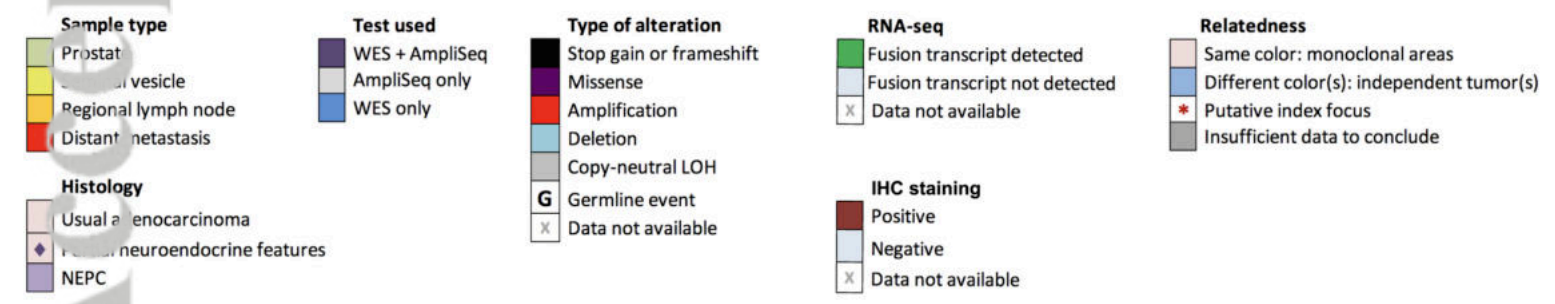 Sample type
Prostate
vesicle
Regional lymph node
Distant metastasis
Histology
Usual adenocarcinoma
neuroendocrine features
NEPC
Test used
WES + AmpliSeq
AmpliSeq only
WES only
Type of alteration
Stop gain or frameshift
Missense
Amplification
Deletion
Copy-neutral LOH
G Germline event
X Data not available
RNA-seq
Fusion transcript detected
Fusion transcript not detected
X Data not available
IHC staining
Positive
Negative
X Data not available
Relatedness
Same color: monoclonal areas
Different color(s): independent tumor(s)
* Putative index focus
Insufficient data to conclude